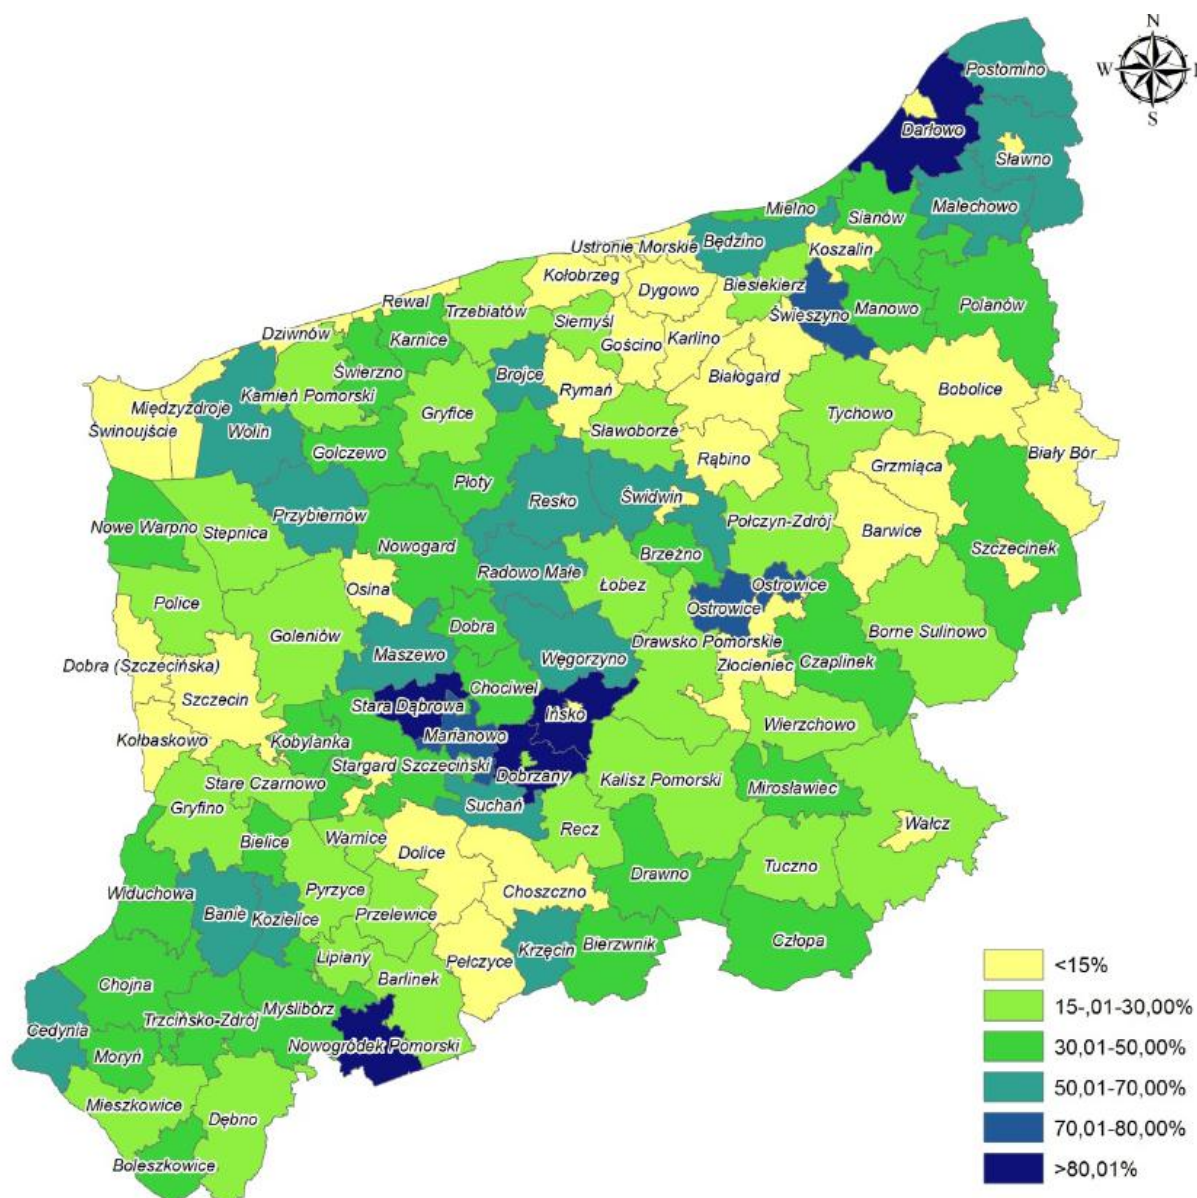 N
W
S
Postomino
Darłowo
Sławno
Malechowo
Mielno
Sianów
Ustronie Morskie
Będzino
Koszalin
Kołobrzeg
Dygowo
Biesiekierz
Manowo
Polanów
Rewal
Trzebiatów
Siemyśl
Świeszyno
Dziwnów
Karnice
Gościno
Karlino
Świerzno
Brojce
Rymań
Białogard
Bobolice
Kamień Pomorski
Międzyzdroje
Gryfice
Tychowo
Świnoujście
Wolin
Sławoborze
Golczewo
Rąbino
Grzmiąca
Biały Bór
Płoty
Resko
Świdwin
Przybiernów
Połczyn-Zdrój
Nowe Warpno
Stepnica
Barwice
Nowogard
Brzeżno
Szczecinek
Radowo Małe
Osina
Łobez
Ostrowice
Police
Ostrowice
Dobra
Goleniów
Drawsko Pomorskie
Borne Sulinowo
Maszewo
Węgorzyno
Dobra (Szczecińska)
Złocieniec
Czaplinek
Chociwel
Szczecin
Stara Dąbrowa
Ińsko
Wierzchowo
Marianowo
Kołbaskowo
Kobylanka
Stargard Szczeciński
Dobrzany
Kalisz Pomorski
Stare Czarnowo
Mirosławiec
Gryfino
Suchań
Wałcz
Recz
Bielice
Warnice
Dolice
Tuczno
Drawno
Widuchowa
Pyrzyce
Choszczno
Banie
Kozielice
Przelewice
Człopa
Krzęcin
Bierzwnik
Lipiany
Pełczyce
Barlinek
Chojna
Myślibórz
Trzcińsko-Zdrój
Cedynia
Nowogródek Pomorski
Moryń
Mieszkowice
Dębno
Boleszkowice
<15%
15-,01-30,00%
30,01-50,00%
50,01-70,00%
70,01-80,00%
>80,01%